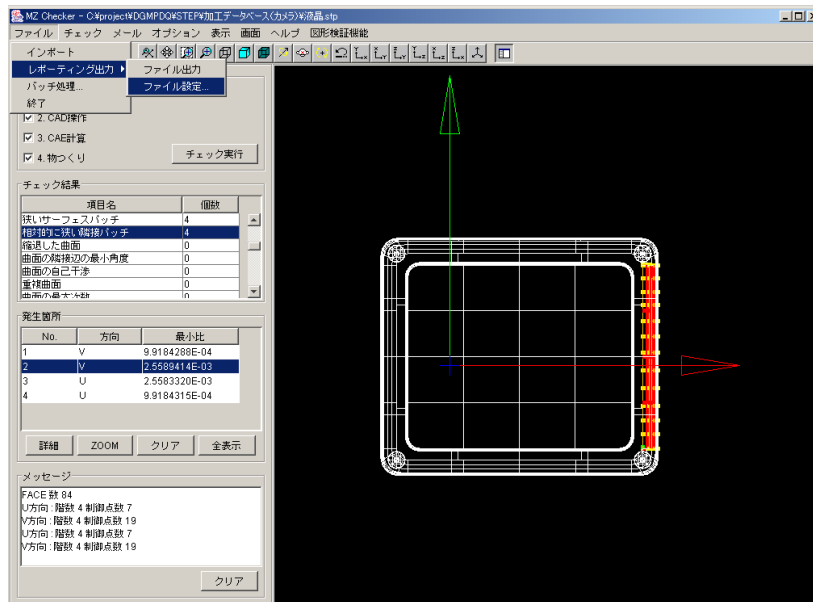 MZ Checker - C:¥project¥DGMPDQ¥STEP¥加工データベース(カメラ)¥液晶.stp
ファイル チェック メール オプション 表示 画面 ヘルプ 図形検証機能
インポート
レポーティング出力
ファイル出力
バッチ処理...
ファイル設定...
終了
2. CAD操作
3. CAE計算
4. 物つくり
チェック実行
チェック結果
項目名 個数
狭いサーフェスパッチ 4
相対的に狭い隣接パッチ 4
縮退した曲面 0
曲面の隣接辺の最小角度 0
曲面の自己干渉 0
重複曲面 0
曲面の最大次数 0
発生箇所
No. 方向 最小比
1 V 9.9184288E-04
2 V 2.5589414E-03
3 U 2.5583320E-03
4 U 9.9184315E-04
詳細 ZOOM クリア 全表示
メッセージ
FACE 数 84
U方向 : 階数 4 制御点数 7
V方向 : 階数 4 制御点数 19
U方向 : 階数 4 制御点数 7
V方向 : 階数 4 制御点数 19
クリア